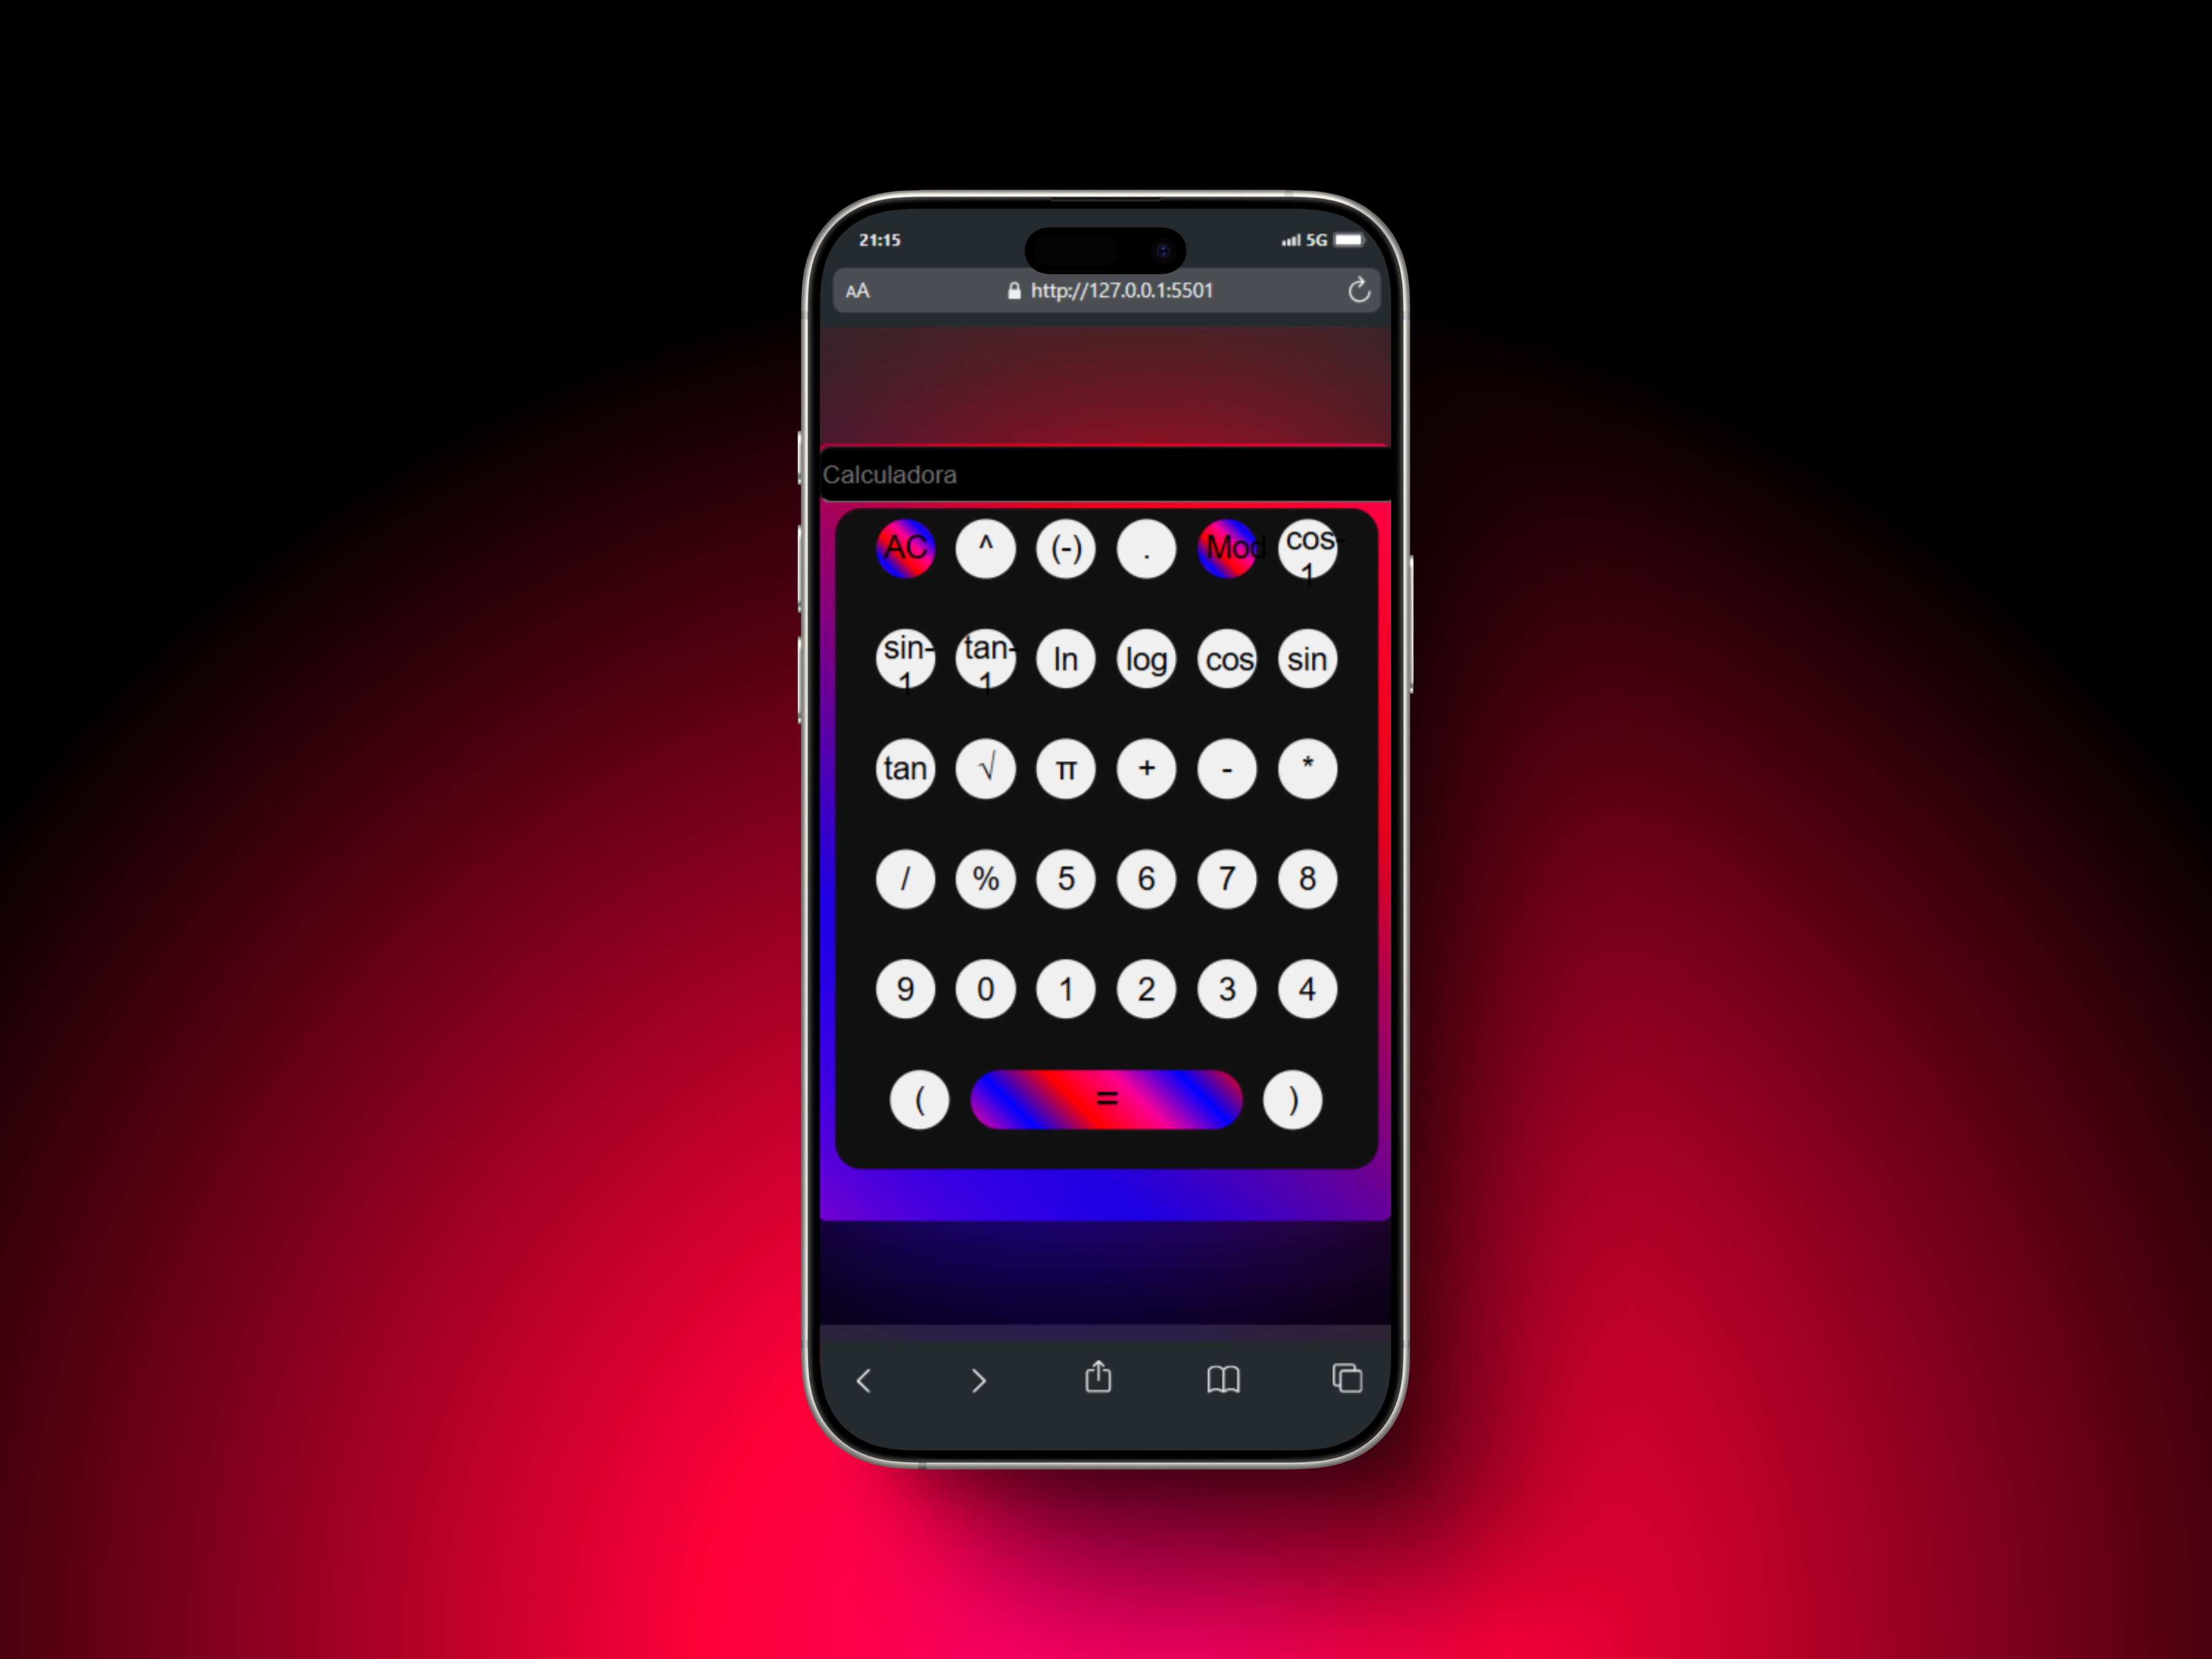 21:15
5G
AA http://127.0.0.1:5501
Calculadora
AC ^ (-) . Mod cos-
1
sin- tan- ln log cos sin
1 1
tan √ π + - *
/ % 5 6 7 8
9 0 1 2 3 4
( = )